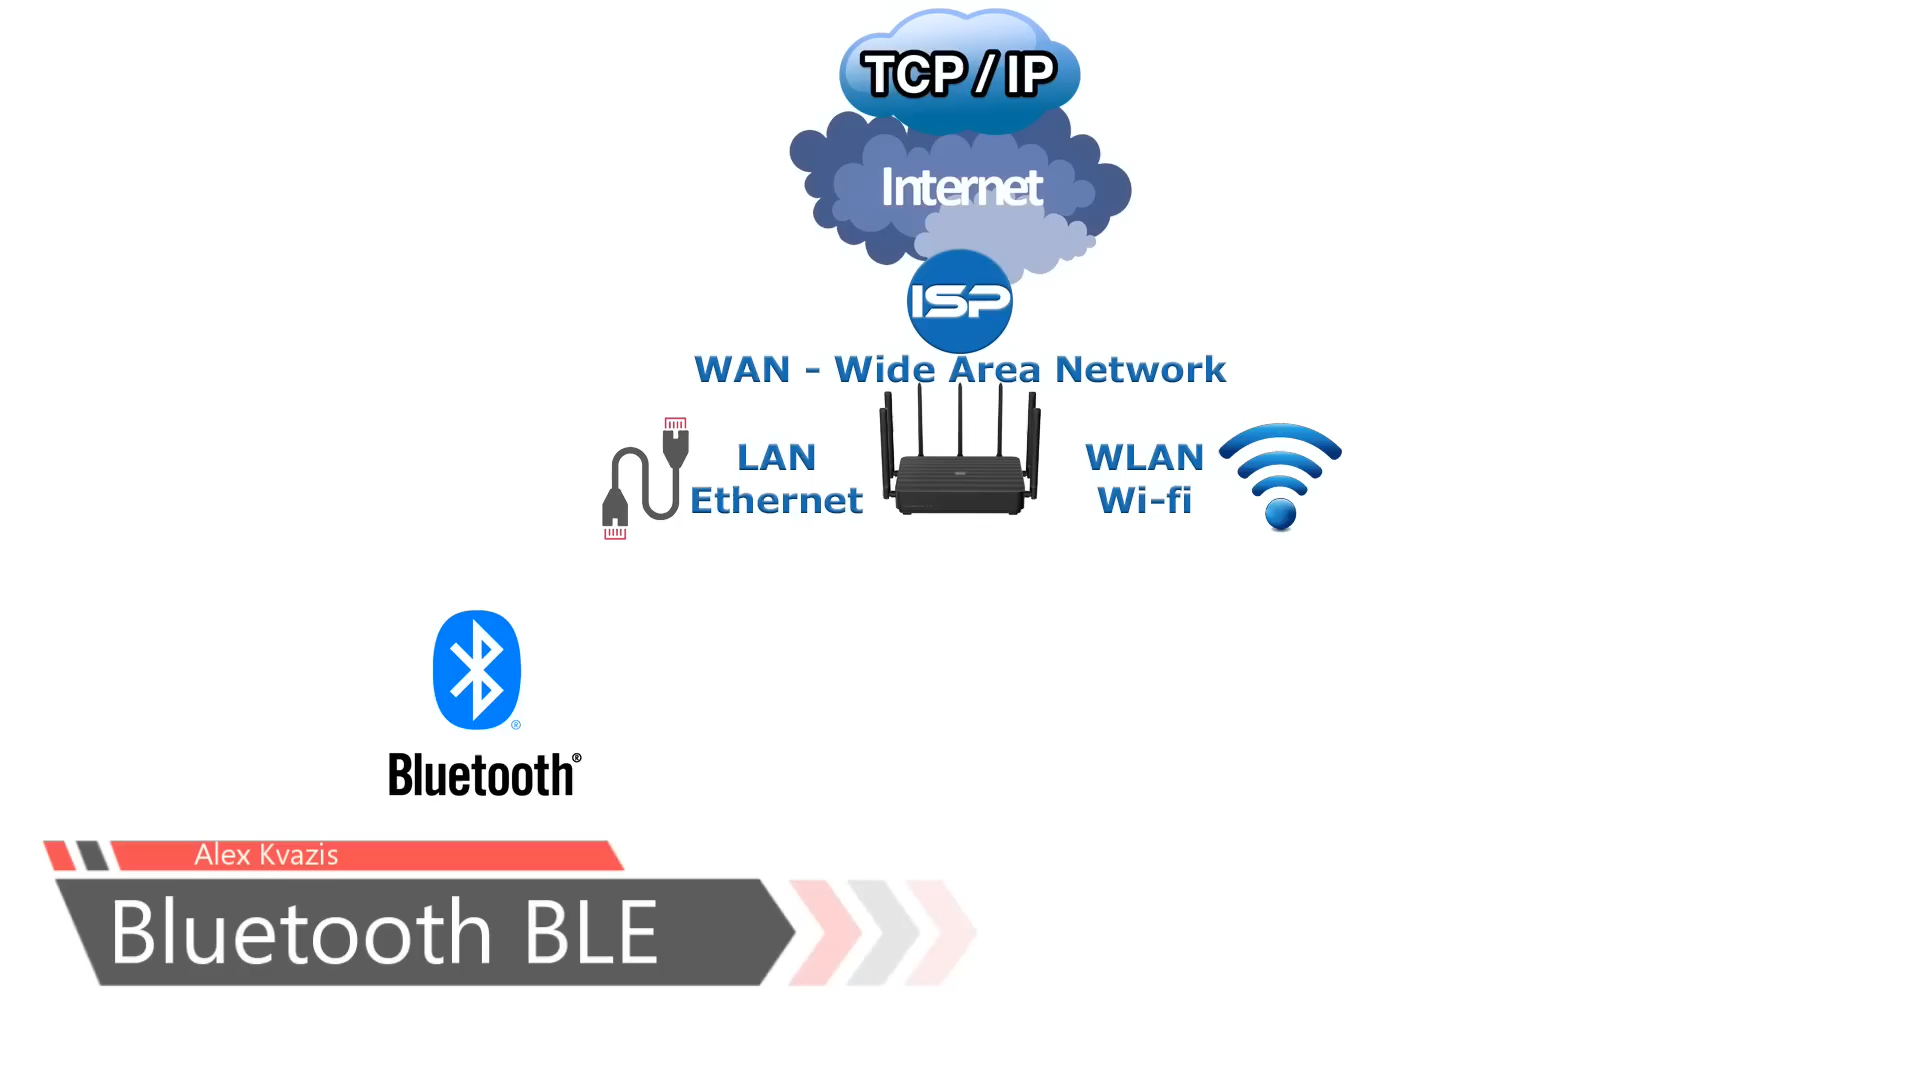 TCP / IP
Internet
ISP
WAN - Wide Area Network
LAN
Ethernet
WLAN
Wi-fi
Bluetooth®
Alex Kvazis
Bluetooth BLE